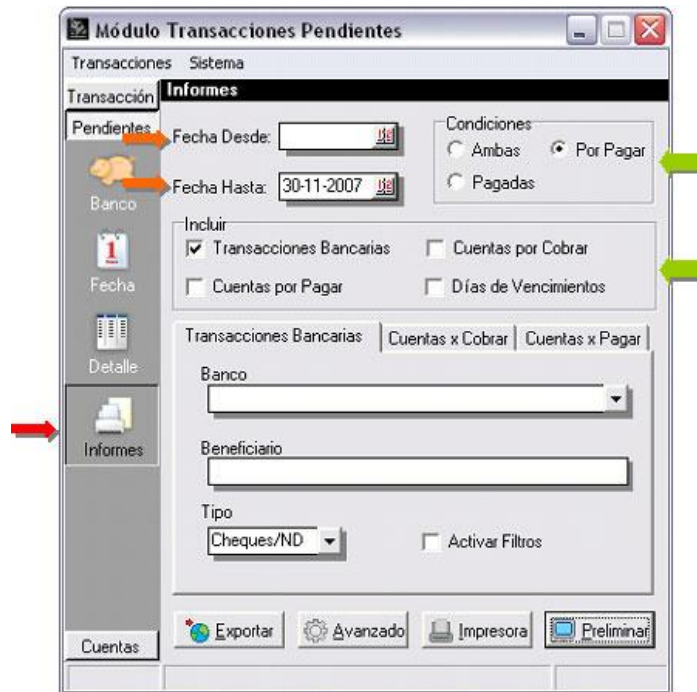 Módulo Transacciones Pendientes
Transacciones Sistema
Transacción
Informes
Pendientes
Fecha Desde:
Condiciones
Ambas
Por Pagar
Pagadas
Banco
Fecha Hasta: 30-11-2007
Incluir
Transacciones Bancarias
Cuentas por Cobrar
Cuentas por Pagar
Días de Vencimientos
1
Fecha
Detalle
Informes
Transacciones Bancarias
Cuentas x Cobrar
Cuentas x Pagar
Banco
Beneficiario
Tipo
Cheques/ND
Activar Filtros
Exportar
Avanzado
Impresora
Preliminar
Cuentas